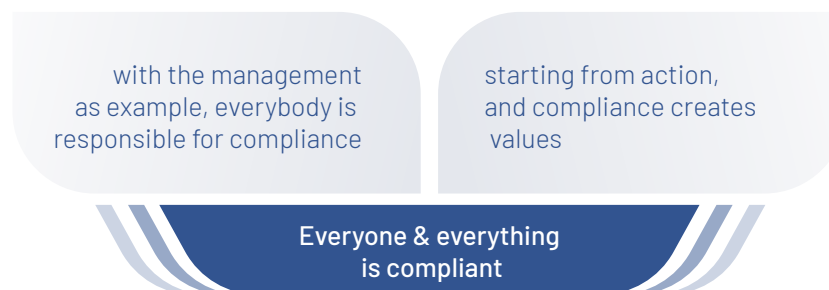 with the management
as example, everybody is
responsible for compliance
starting from action,
and compliance creates
values
Everyone & everything
is compliant